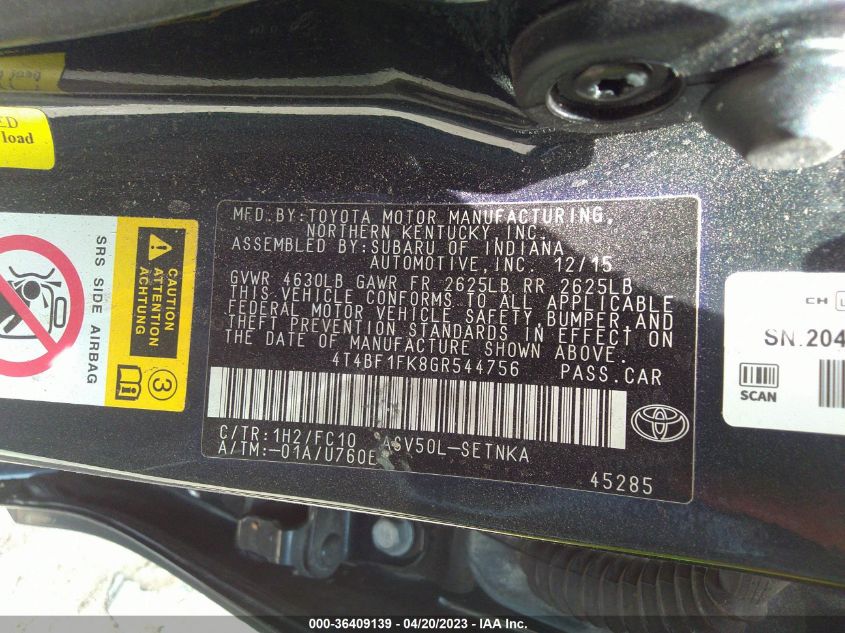 ED
load
SRS SIDE AIRBAG
CAUTION
ATTENTION
ACHTUNG
3
MFD.BY:TOYOTA MOTOR MANUFACTURING,
NORTHERN KENTUCKY, INC.
ASSEMBLED BY:SUBARU OF INDIANA
AUTOMOTIVE,INC. 12/15
GVWR 4630LB GAWR FR 2625LB RR 2625LB
THIS VEHICLE CONFORMS TO ALL APPLICABLE
FEDERAL MOTOR VEHICLE SAFETY,BUMPER,AND
THEFT PREVENTION STANDARDS IN EFFECT ON
THE DATE OF MANUFACTURE SHOWN ABOVE.
4T4BF1FK8GR544756 PASS.CAR
C/TR:1H2/FC10 ASV50L-SETNKA
A/TM:-01A/U760E
45285
CH
SN.204
SCAN
000-36409139 - 04/20/2023 - IAA Inc.